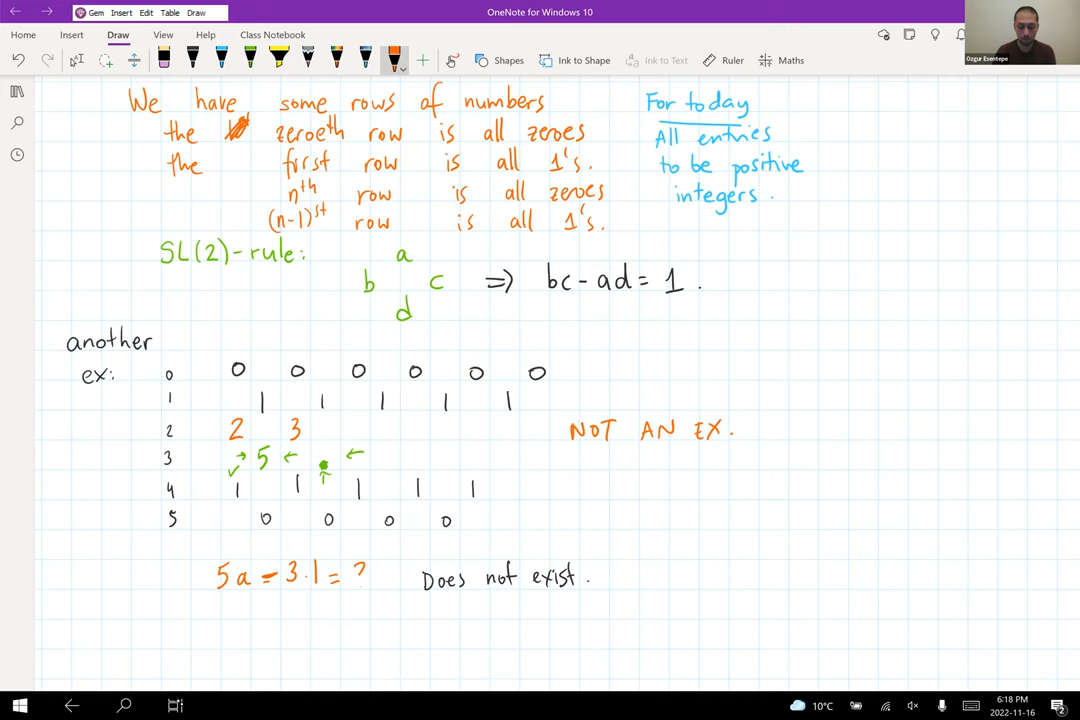 Gem Insert Edit Table Draw
OneNote for Windows 10
Ozgur Esentepe
Home Insert Draw View Help Class Notebook
Shapes Ink to Shape Ink to Text Ruler Maths
We have some rows of numbers
the zeroeth row is all zeroes
the first row is all 1's.
nth row is all zeroes
(n-1)st row is all 1's.
For today
All entries
to be positive
integers.
SL(2)-rule:
a
b c ⇒ bc - ad = 1.
d
another
ex:
0 0 0 0 0 0 0
1 1 1 1 1 1
2 2 3
NOT AN EX.
3 → 5 ← • ←
4 1 1 1 1 1
5 0 0 0 0
5a - 3.1 = ? Does not exist.
10°C
6:18 PM
2022-11-16
2